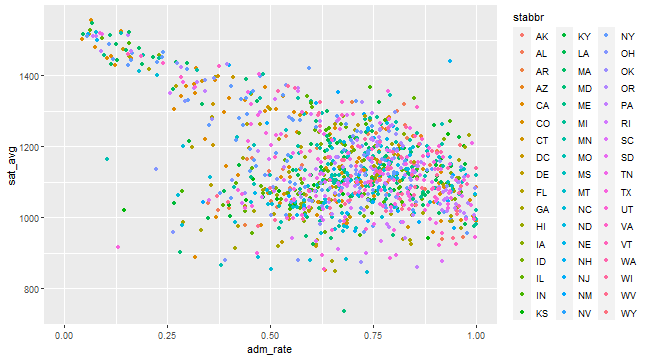 stabbr
AK KY NY
AL LA OH
AR MA OK
AZ MD OR
CA ME PA
CO MI RI
CT MN SC
DC MO SD
DE MS TN
FL MT TX
GA NC UT
HI ND VA
IA NE VT
ID NH WA
IL NJ WI
IN NM WV
KS NV WY
sat_avg
1400
1200
1000
800
0.00 0.25 0.50 0.75 1.00
adm_rate